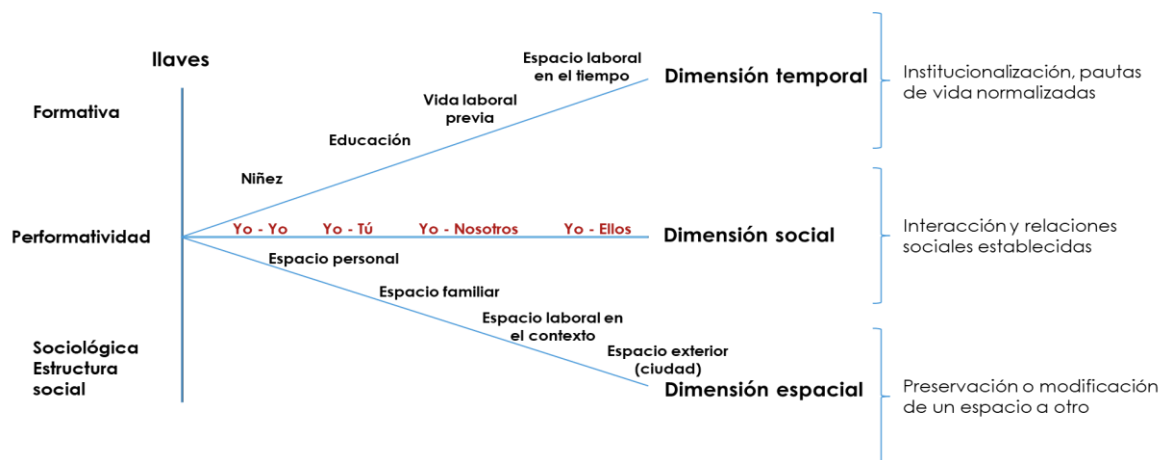 llaves
Formativa
Performatividad
Sociológica
Estructura
social
Niñez
Educación
Vida laboral
previa
Espacio laboral
en el tiempo
Dimensión temporal
Institucionalización, pautas
de vida normalizadas
Yo - Yo
Yo - Tú
Yo - Nosotros
Yo - Ellos
Dimensión social
Interacción y relaciones
sociales establecidas
Espacio personal
Espacio familiar
Espacio laboral en
el contexto
Espacio exterior
(ciudad)
Dimensión espacial
Preservación o modificación
de un espacio a otro